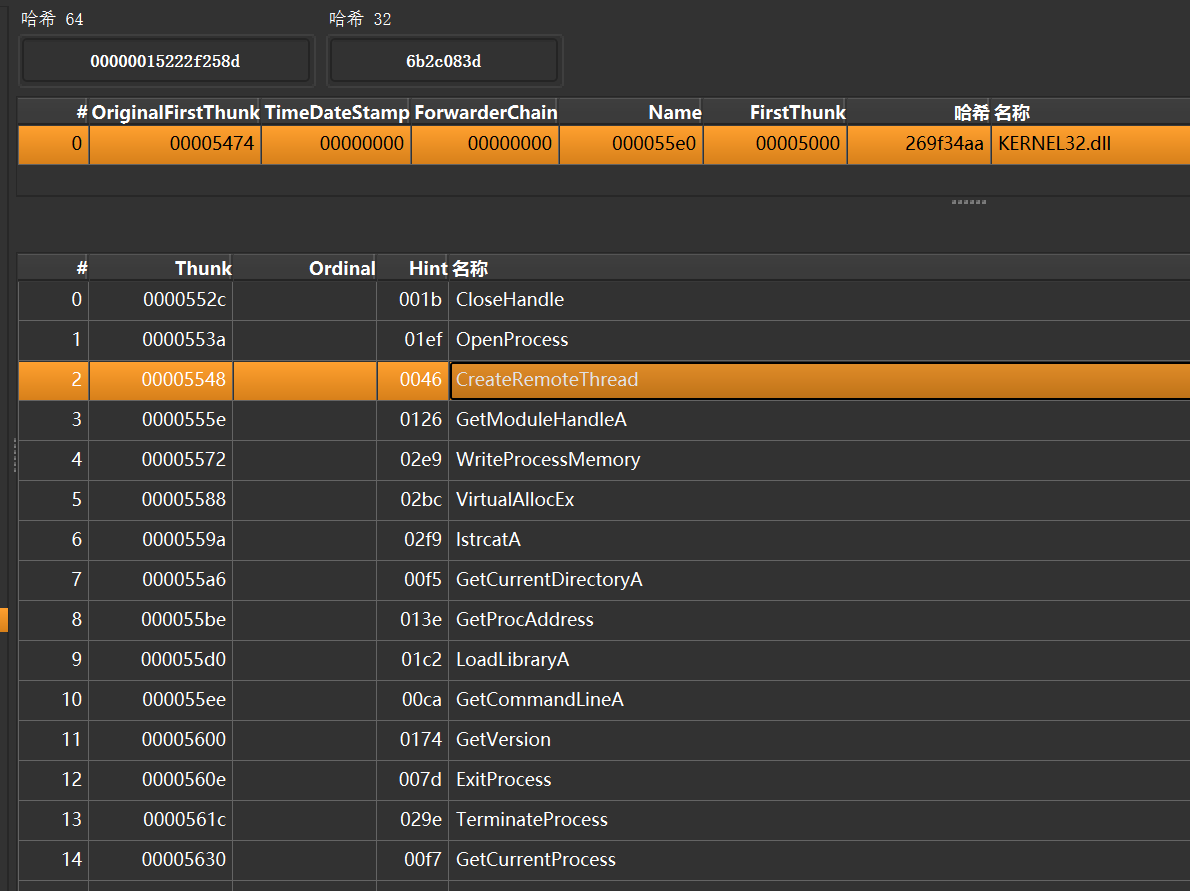 哈希 64 哈希 32
00000015222f258d 6b2c083d
# OriginalFirstThunk TimeDateStamp ForwarderChain Name FirstThunk 哈希 名称
0 00005474 00000000 00000000 000055e0 00005000 269f34aa KERNEL32.dll
# Thunk Ordinal Hint 名称
0 0000552c 001b CloseHandle
1 0000553a 01ef OpenProcess
2 00005548 0046 CreateRemoteThread
3 0000555e 0126 GetModuleHandleA
4 00005572 02e9 WriteProcessMemory
5 00005588 02bc VirtualAllocEx
6 0000559a 02f9 lstrcatA
7 000055a6 00f5 GetCurrentDirectoryA
8 000055be 013e GetProcAddress
9 000055d0 01c2 LoadLibraryA
10 000055ee 00ca GetCommandLineA
11 00005600 0174 GetVersion
12 0000560e 007d ExitProcess
13 0000561c 029e TerminateProcess
14 00005630 00f7 GetCurrentProcess